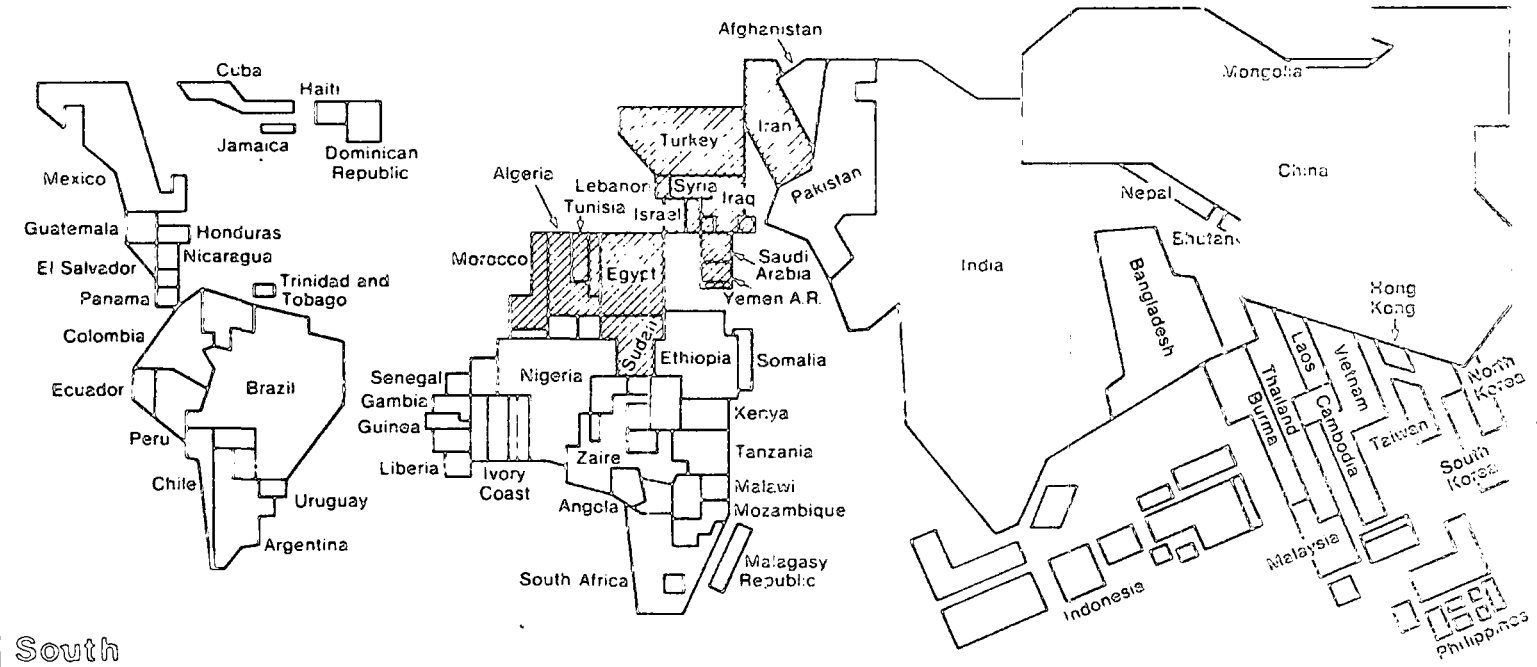 Afghanistan
Cuba
Haiti
Mongolia
Jamaica
Dominican
Republic
Turkey
Iran
Mexico
Algeria
Lebanon
Syria
Tunisia
Israel
Iraq
Pakistan
Nepal
China
Guatemala
Honduras
Nicaragua
Bhutan
El Salvador
Morocco
Egypt
Saudi
Arabia
India
Bangladesh
Trinidad and
Tobago
Panama
Yemen A.R.
Hong
Kong
Colombia
Sudan
Ethiopia
Somalia
Laos
Vietnam
North
Korea
Ecuador
Brazil
Senegal
Nigeria
Thailand
Burma
Gambia
Kenya
Guinea
Cambodia
Taiwan
Peru
Zaire
Tanzania
South
Korea
Liberia
Chile
Ivory
Coast
Malawi
Uruguay
Angola
Mozambique
Argentina
Malaysia
South Africa
Malagasy
Republic
Indonesia
Philippines
South